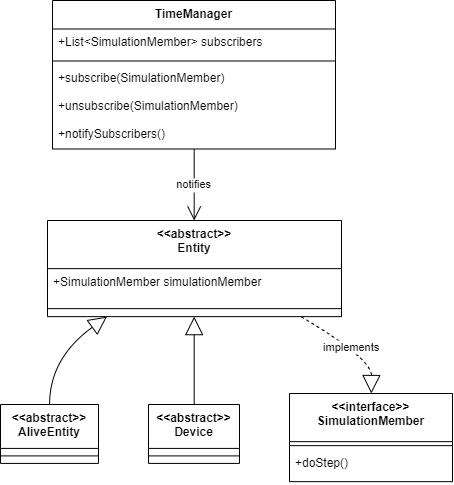 TimeManager
+List<SimulationMember> subscribers
+subscribe(SimulationMember)
+unsubscribe(SimulationMember)
+notifySubscribers()
notifies
<<abstract>>
Entity
+SimulationMember simulationMember
implements
<<abstract>>
AliveEntity
<<abstract>>
Device
<<interface>>
SimulationMember
+doStep()